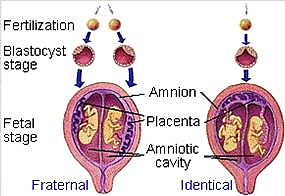 Fertilization
Blastocyst
stage
Amnion
Placenta
Fetal
stage
Amniotic
cavity
Fraternal
Identical